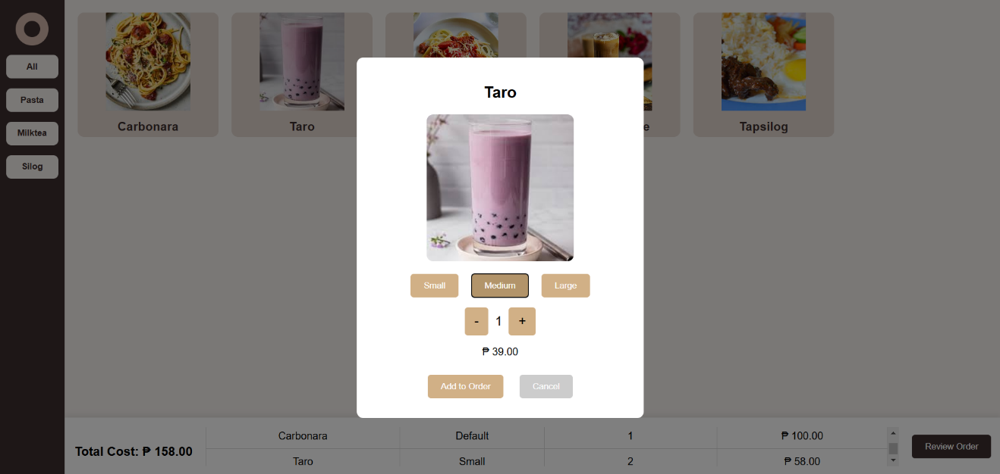 All
Pasta
Milktea
Silog
Carbonara
Taro
e
Tapsilog
Taro
Small Medium Large
- 1 +
₱ 39.00
Add to Order Cancel
Total Cost: ₱ 158.00
Carbonara Default 1 ₱ 100.00
Taro Small 2 ₱ 58.00
Review Order